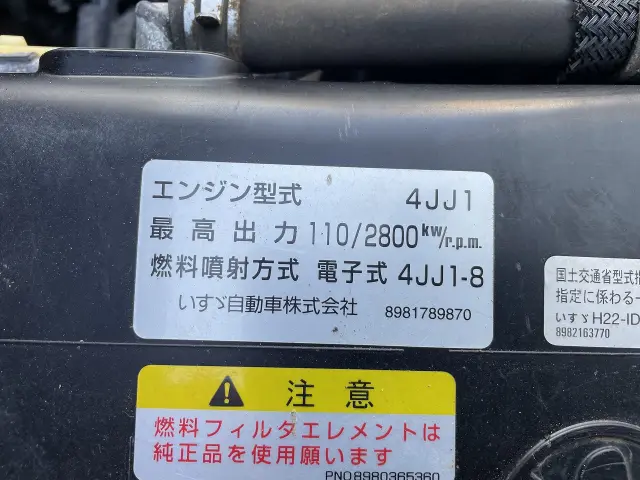 エンジン型式 4JJ1
最高出力 110/2800 kw/r.p.m.
燃料噴射方式 電子式 4JJ1-8
いすゞ自動車株式会社 8981789870
国土交通省型式指
指定に係わる一
いすゞH22-ID
8982163770
注意
燃料フィルタエレメントは
純正品を使用願います
PNO.8980365360